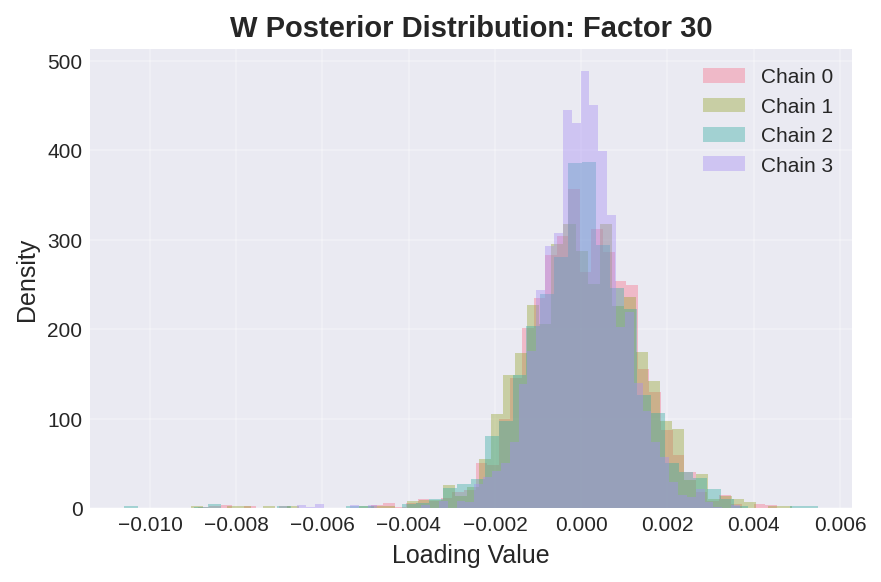 W Posterior Distribution: Factor 30
500
400
300
200
100
0
Density
Chain 0
Chain 1
Chain 2
Chain 3
−0.010 −0.008 −0.006 −0.004 −0.002 0.000 0.002 0.004 0.006
Loading Value